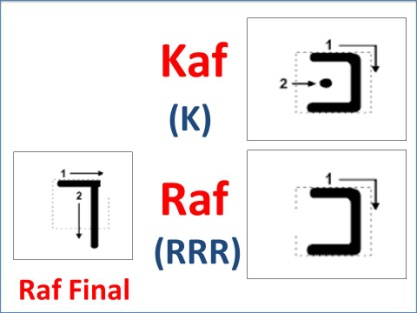 Kaf
(K)
1
2 כּ
Raf
(RRR)
1
כ
1
2
ך
Raf Final